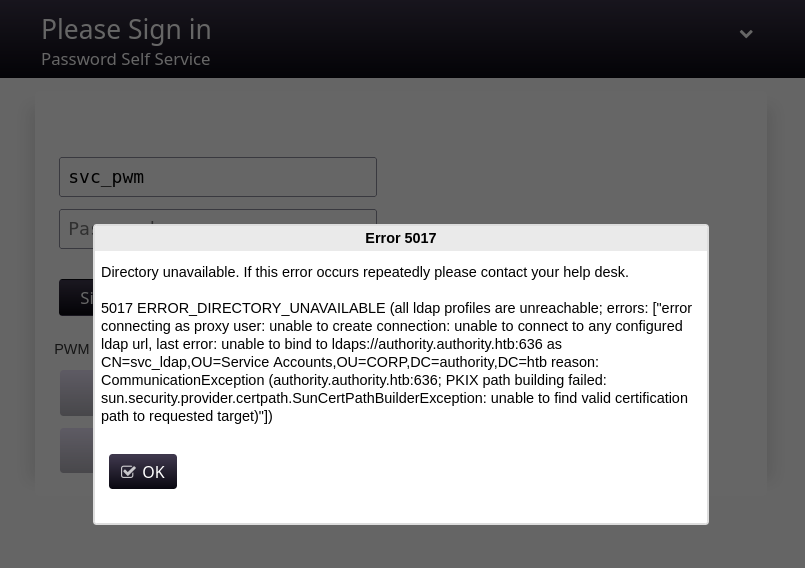 Please Sign in
Password Self Service
svc_pwm
Error 5017
Directory unavailable. If this error occurs repeatedly please contact your help desk.
5017 ERROR_DIRECTORY_UNAVAILABLE (all ldap profiles are unreachable; errors: ["error
connecting as proxy user: unable to create connection: unable to connect to any configured
ldap url, last error: unable to bind to ldaps://authority.authority.htb:636 as
CN=svc_ldap,OU=Service Accounts,OU=CORP,DC=authority,DC=htb reason:
CommunicationException (authority.authority.htb:636; PKIX path building failed:
sun.security.provider.certpath.SunCertPathBuilderException: unable to find valid certification
path to requested target)"])
PWM
OK